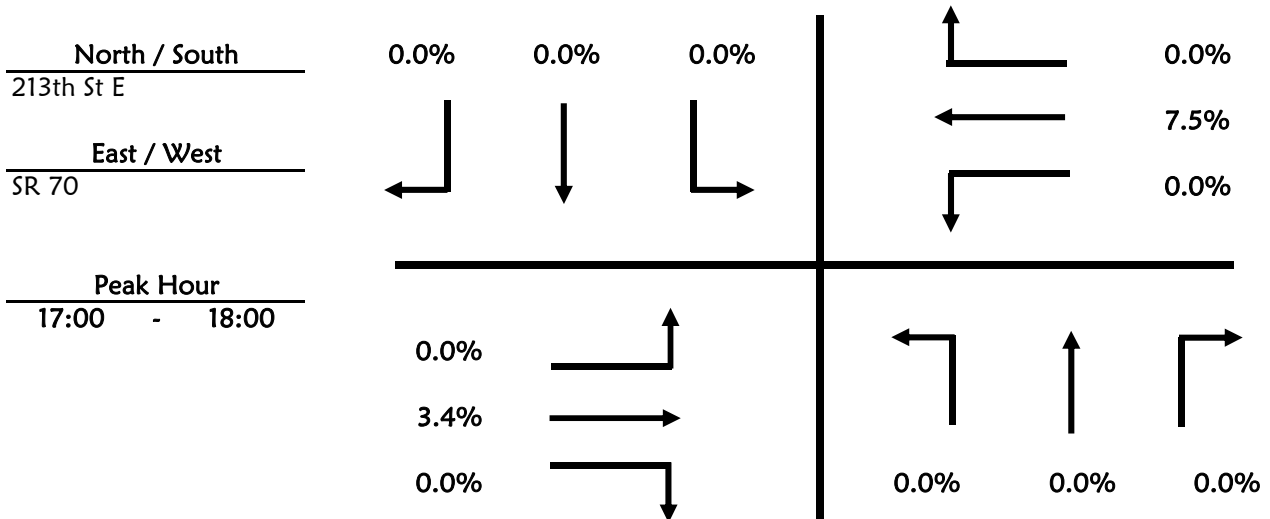 North / South
213th St E
East / West
SR 70
Peak Hour
17:00 - 18:00
0.0% 0.0% 0.0%
0.0%
7.5%
0.0%
0.0%
3.4%
0.0%
0.0% 0.0% 0.0%